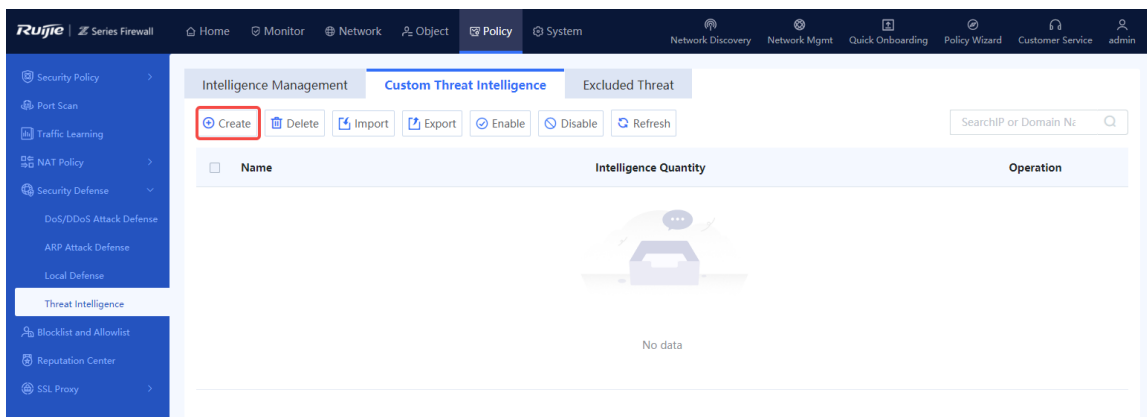 Ruijie | Z Series Firewall
Home Monitor Network Object Policy System
Network Discovery Network Mgmt Quick Onboarding Policy Wizard Customer Service admin
Security Policy
Port Scan
Traffic Learning
NAT Policy
Security Defense
DoS/DDoS Attack Defense
ARP Attack Defense
Local Defense
Threat Intelligence
Blocklist and Allowlist
Reputation Center
SSL Proxy
Intelligence Management Custom Threat Intelligence Excluded Threat
Create Delete Import Export Enable Disable Refresh SearchIP or Domain Na
Name Intelligence Quantity Operation
No data